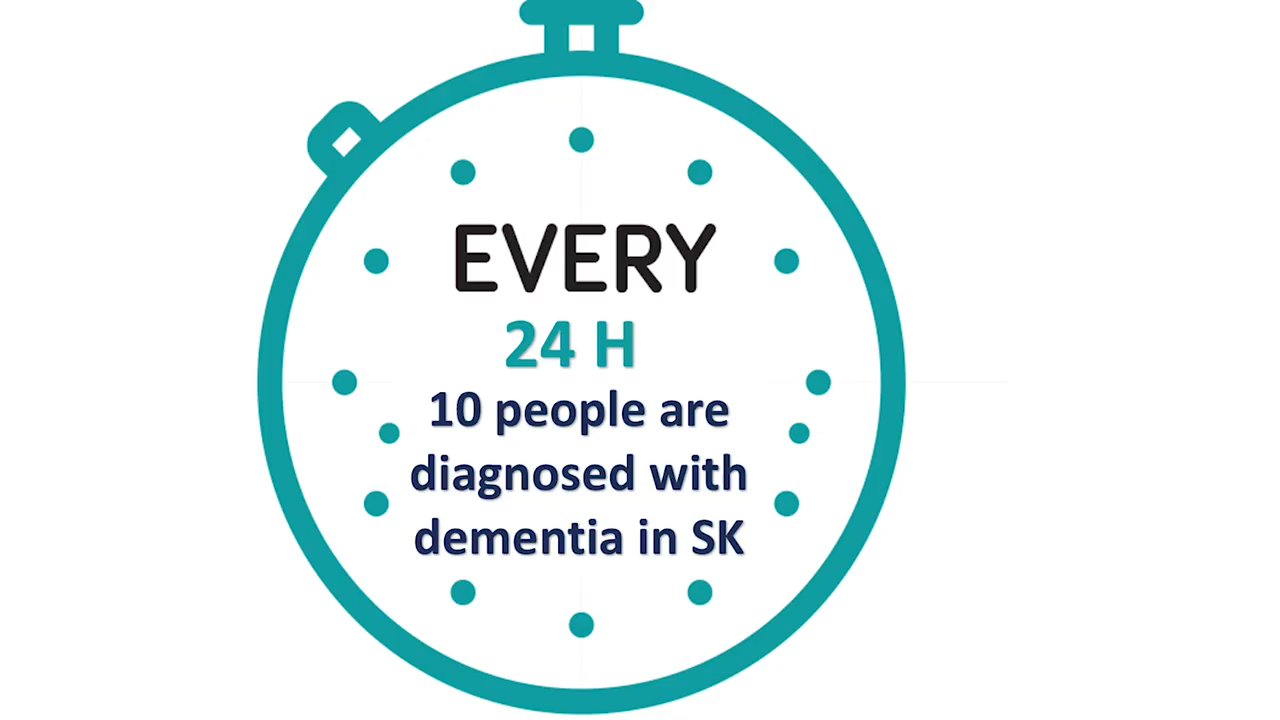 EVERY
24 H
10 people are
diagnosed with
dementia in SK